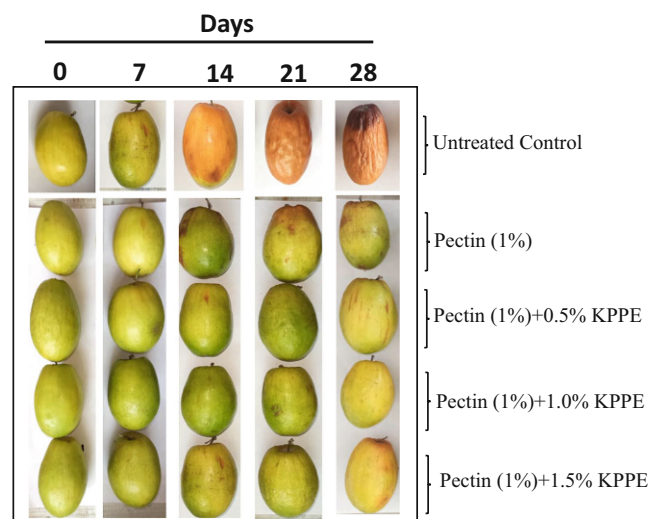 Days
0 7 14 21 28
Untreated Control
Pectin (1%)
Pectin (1%)+0.5% KPPE
Pectin (1%)+1.0% KPPE
Pectin (1%)+1.5% KPPE